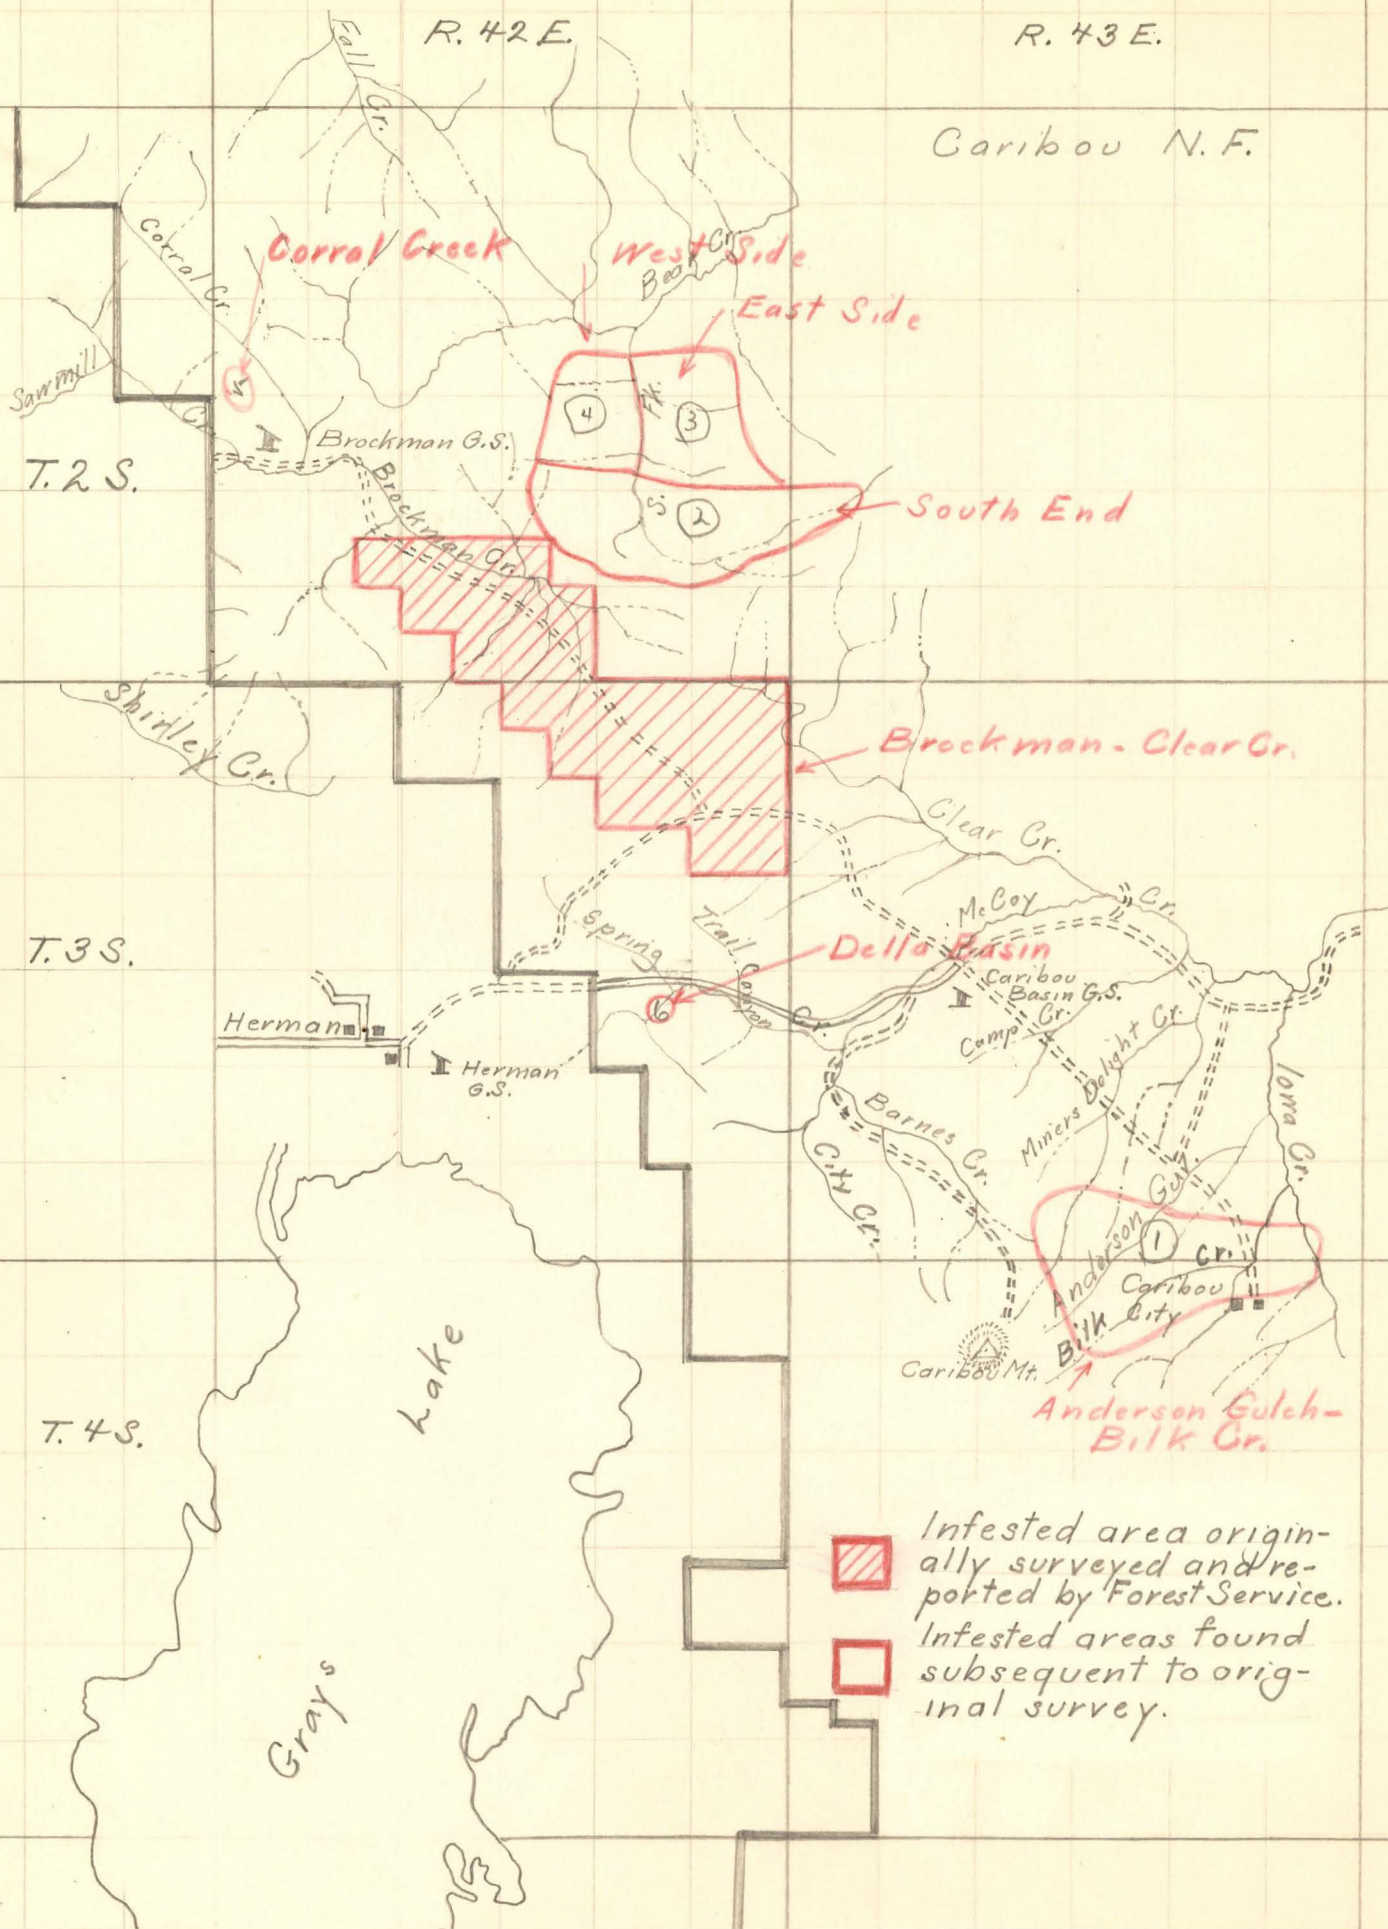 R. 42 E.
R. 43 E.
Fall Cr.
Caribou N. F.
Corral Cr.
Corral Creek
West Side
Bear Cr.
East Side
Sawmill Cr.
5
4
Fk.
3
Brockman G.S.
T. 2 S.
Brockman Cr.
S.
2
South End
Shirley Cr.
Brockman - Clear Cr.
Clear Cr.
McCoy Cr.
Spring
Trail Canyon
Cr.
Della Basin
T. 3 S.
6
Caribou
Basin G.S.
Herman
Camp Cr.
Herman
G.S.
Miners Delight Cr.
Iowa Cr.
Barnes Cr.
City Cr.
Anderson Gul.
1
Bilk Cr.
Caribou
City
Caribou Mt.
Anderson Gulch-
Bilk Cr.
T. 4 S.
Grays Lake
Infested area origin-
ally surveyed and re-
ported by Forest Service.
Infested areas found
subsequent to orig-
inal survey.